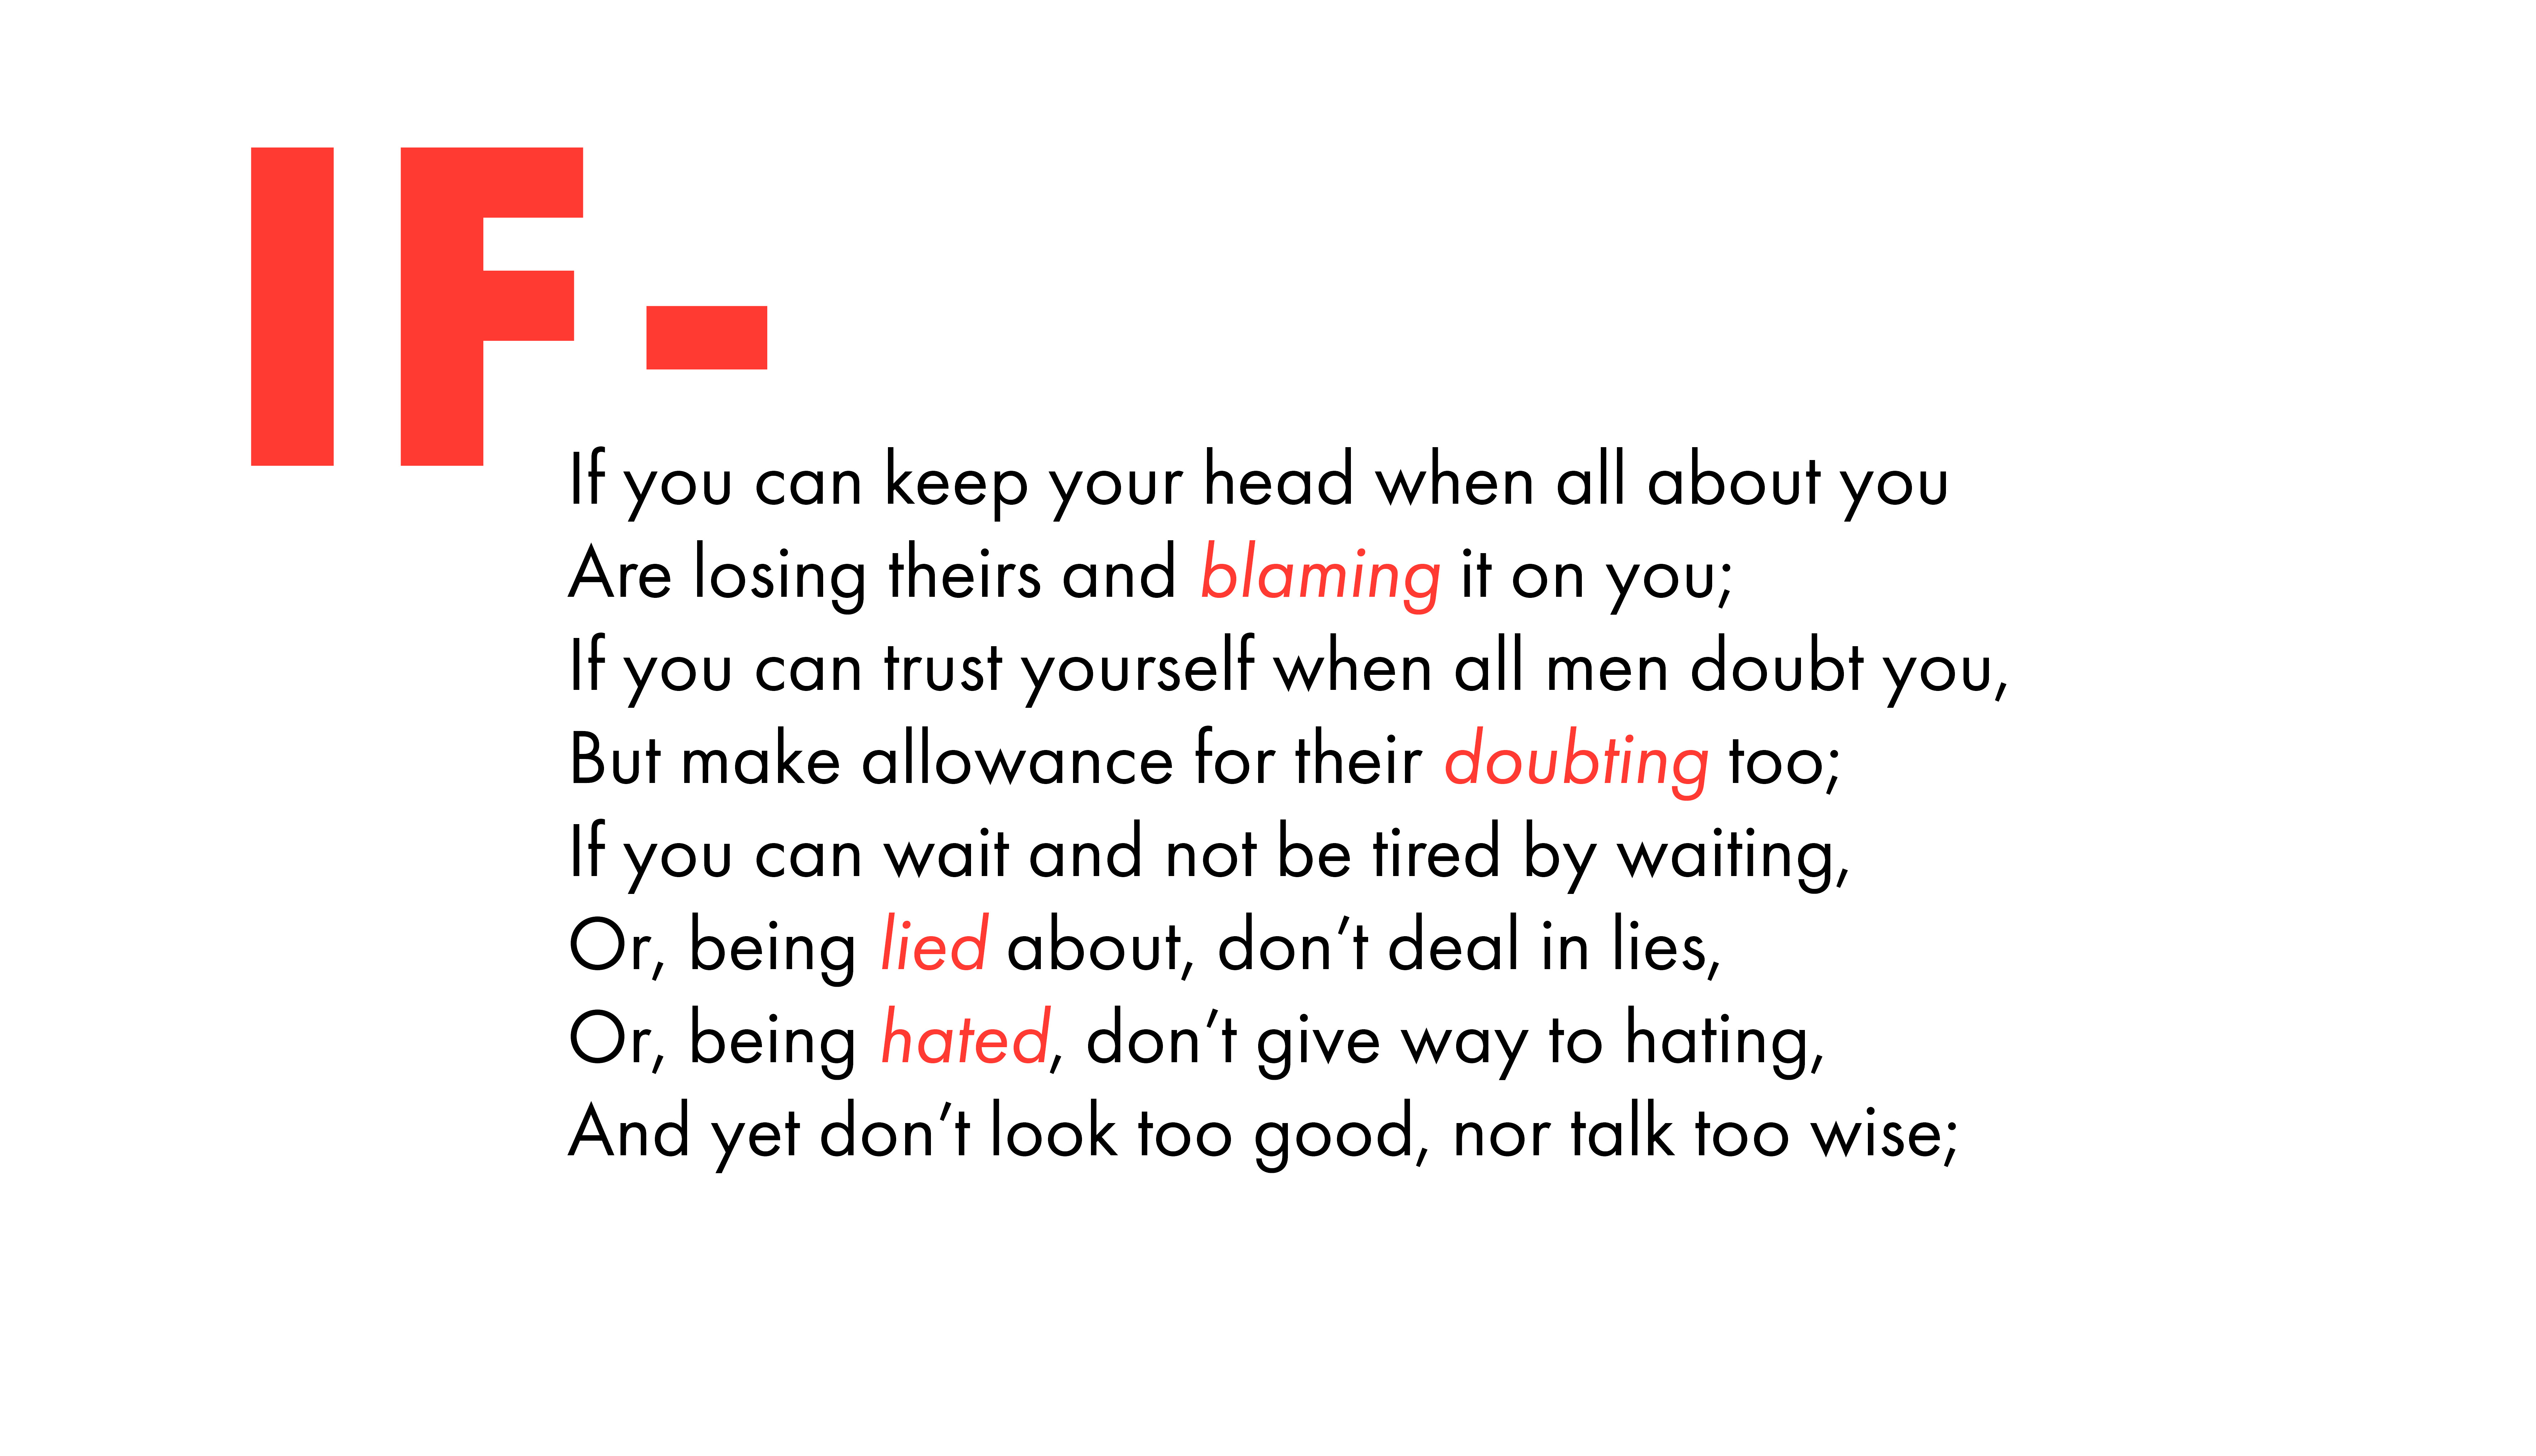 IF-
If you can keep your head when all about you
Are losing theirs and blaming it on you;
If you can trust yourself when all men doubt you,
But make allowance for their doubting too;
If you can wait and not be tired by waiting,
Or, being lied about, don’t deal in lies,
Or, being hated, don’t give way to hating,
And yet don’t look too good, nor talk too wise;